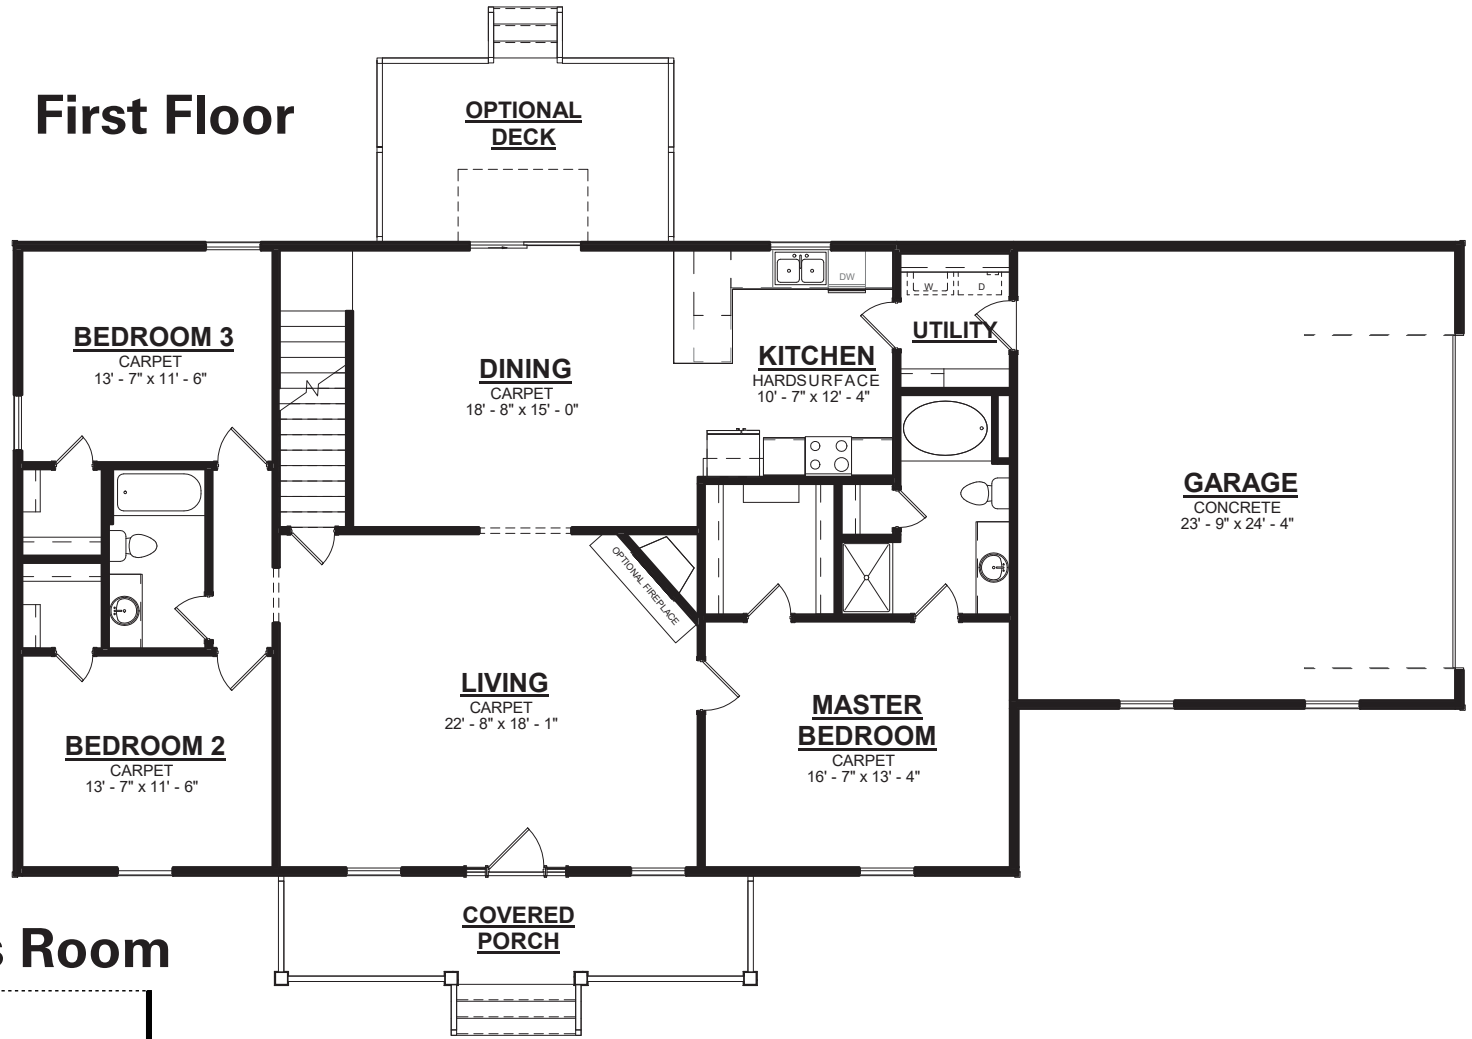 First Floor
OPTIONAL
DECK
BEDROOM 3
CARPET
13' - 7" x 11' - 6"
DINING
CARPET
18' - 8" x 15' - 0"
DW
KITCHEN
HARDSURFACE
10' - 7" x 12' - 4"
W
D
UTILITY
GARAGE
CONCRETE
23' - 9" x 24' - 4"
OPTIONAL FIREPLACE
LIVING
CARPET
22' - 8" x 18' - 1"
MASTER
BEDROOM
CARPET
16' - 7" x 13' - 4"
BEDROOM 2
CARPET
13' - 7" x 11' - 6"
COVERED
PORCH
s Room